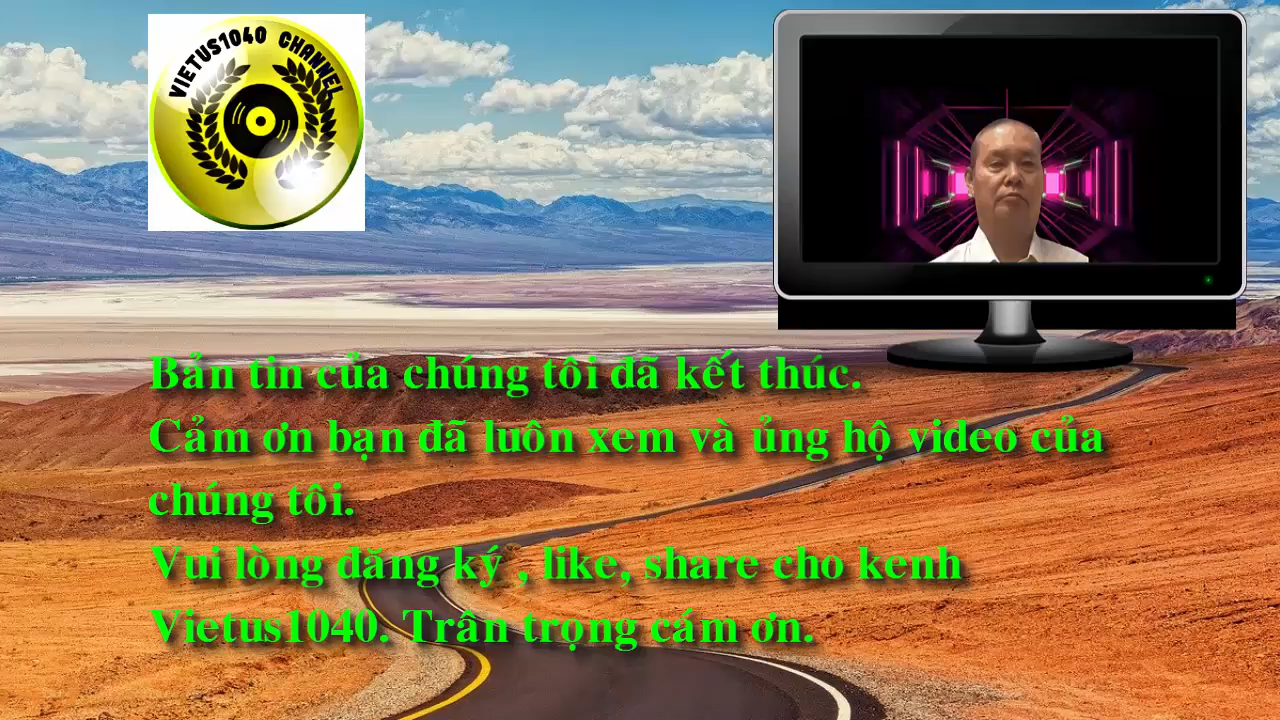 VIETUS1040 CHANNEL
Bản tin của chúng tôi đã kết thúc.
Cảm ơn bạn đã luôn xem và ủng hộ video của
chúng tôi.
Vui lòng đăng ký , like, share cho kenh
Vietus1040. Trân trọng cám ơn.